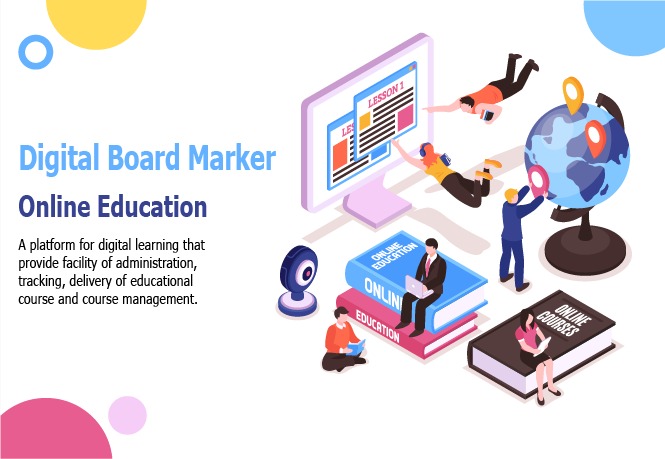 Digital Board Marker
Online Education
A platform for digital learning that
provide facility of administration,
tracking, delivery of educational
course and course management.
LESSON 1
LES
ONLINE
EDUCATION
ONLIN
EDUCATION
ONLINE
COURSES